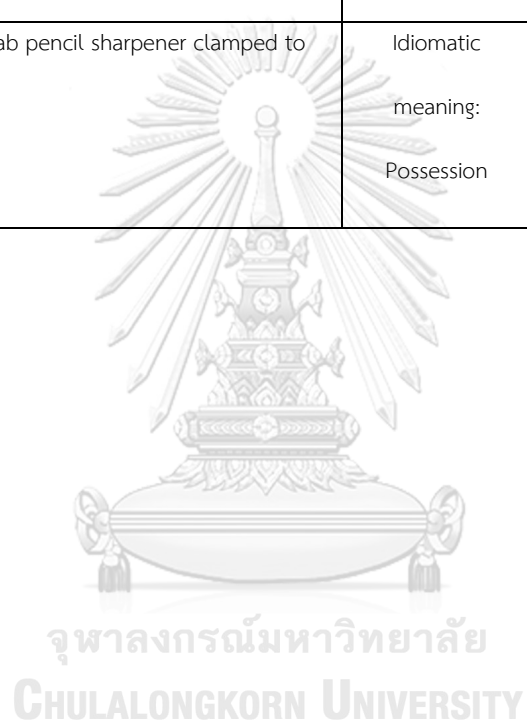 ab pencil sharpener clamped to
Idiomatic
meaning:
Possession
จุฬาลงกรณ์มหาวิทยาลัย
CHULALONGKORN UNIVERSITY